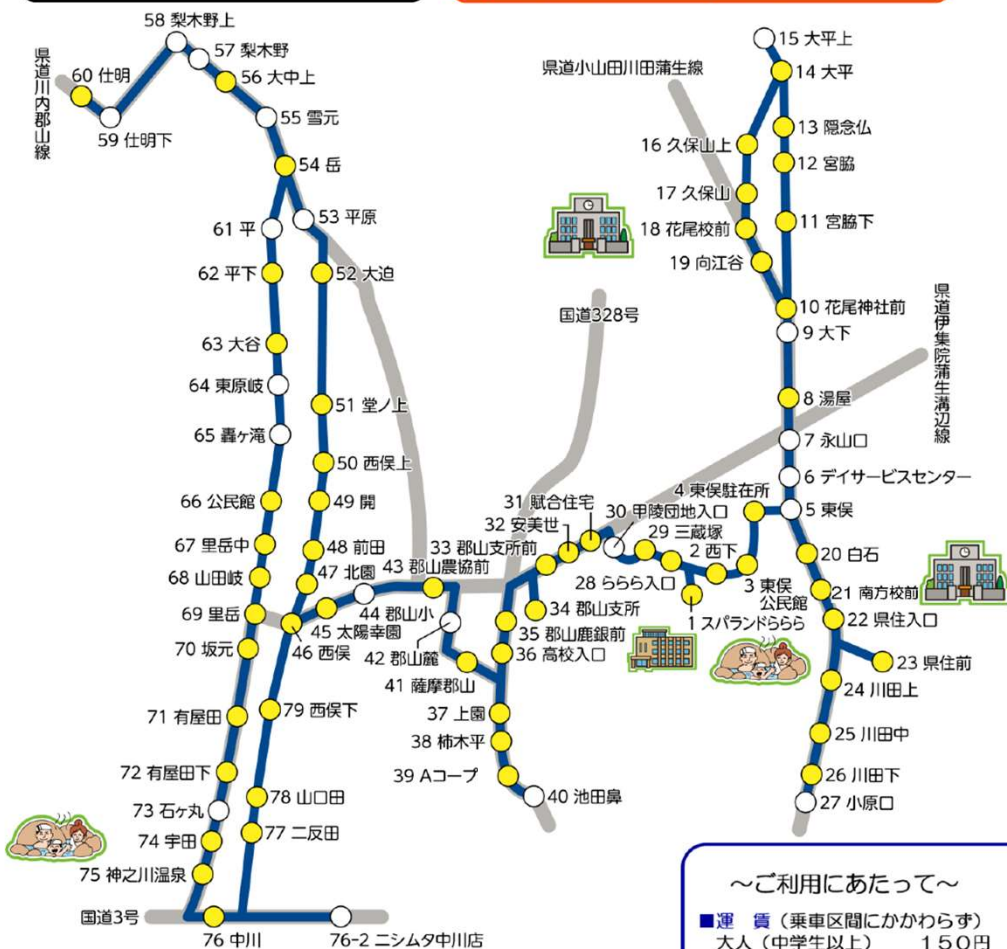 58 梨木野上
57 梨木野
56 大中上
60 仕明
県道川内郡山線
59 仕明下
55 雪元
54 岳
53 平原
61 平
62 平下
52 大迫
63 大谷
64 東原岐
65 轟ヶ滝
51 堂ノ上
50 西俣上
66 公民館
49 開
67 里岳中
48 前田
68 山田岐
47 北園
69 里岳
46 西俣
45 太陽幸園
44 郡山小
43 郡山農協前
42 郡山麓
41 薩摩郡山
70 坂元
71 有屋田
79 西俣下
72 有屋田下
73 石ヶ丸
78 山口田
74 宇田
77 二反田
75 神之川温泉
国道3号
76 中川
76-2 ニシムタ中川店
15 大平上
14 大平
県道小山田川田蒲生線
13 隠念仏
16 久保山上
12 宮脇
17 久保山
11 宮脇下
18 花尾校前
19 向江谷
10 花尾神社前
9 大下
国道328号
県道伊集院蒲生溝辺線
8 湯屋
7 永山口
6 デイサービスセンター
5 東俣
4 東俣駐在所
31 賦合住宅
30 甲陵団地入口
32 安美世
29 三蔵塚
33 郡山支所前
2 西下
28 ららら入口
3 東俣
公民館
1 スパランドららら
34 郡山支所
35 郡山鹿銀前
36 高校入口
37 上園
38 柿木平
39 Aコープ
40 池田鼻
20 白石
21 南方校前
22 県住入口
23 県住前
24 川田上
25 川田中
26 川田下
27 小原口
～ご利用にあたって～
■運 賃（乗車区間にかかわらず）
大人（中学生以上） 150円